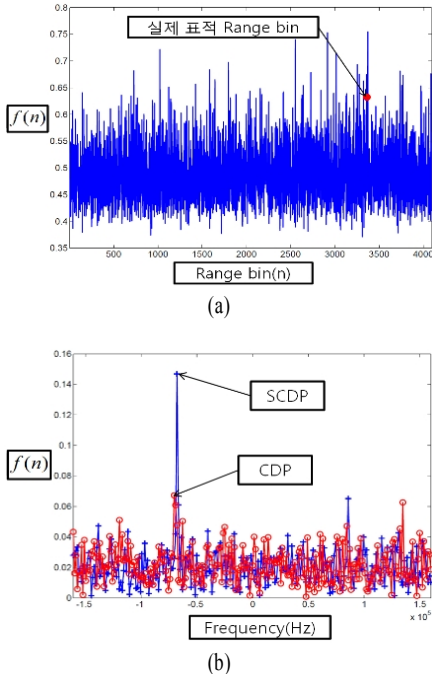 0.8
실제 표적 Range bin
0.75
0.7
0.65
f(n)
0.6
0.55
0.5
0.45
0.4
0.35
500 1000 1500 2000 2500 3000 3500 4000
Range bin(n)
(a)
0.16
0.14
SCDP
0.12
0.1
f(n)
CDP
0.08
0.06
0.04
0.02
0
-1.5 -1 -0.5 0 0.5 1 1.5
x 10⁵
Frequency(Hz)
(b)